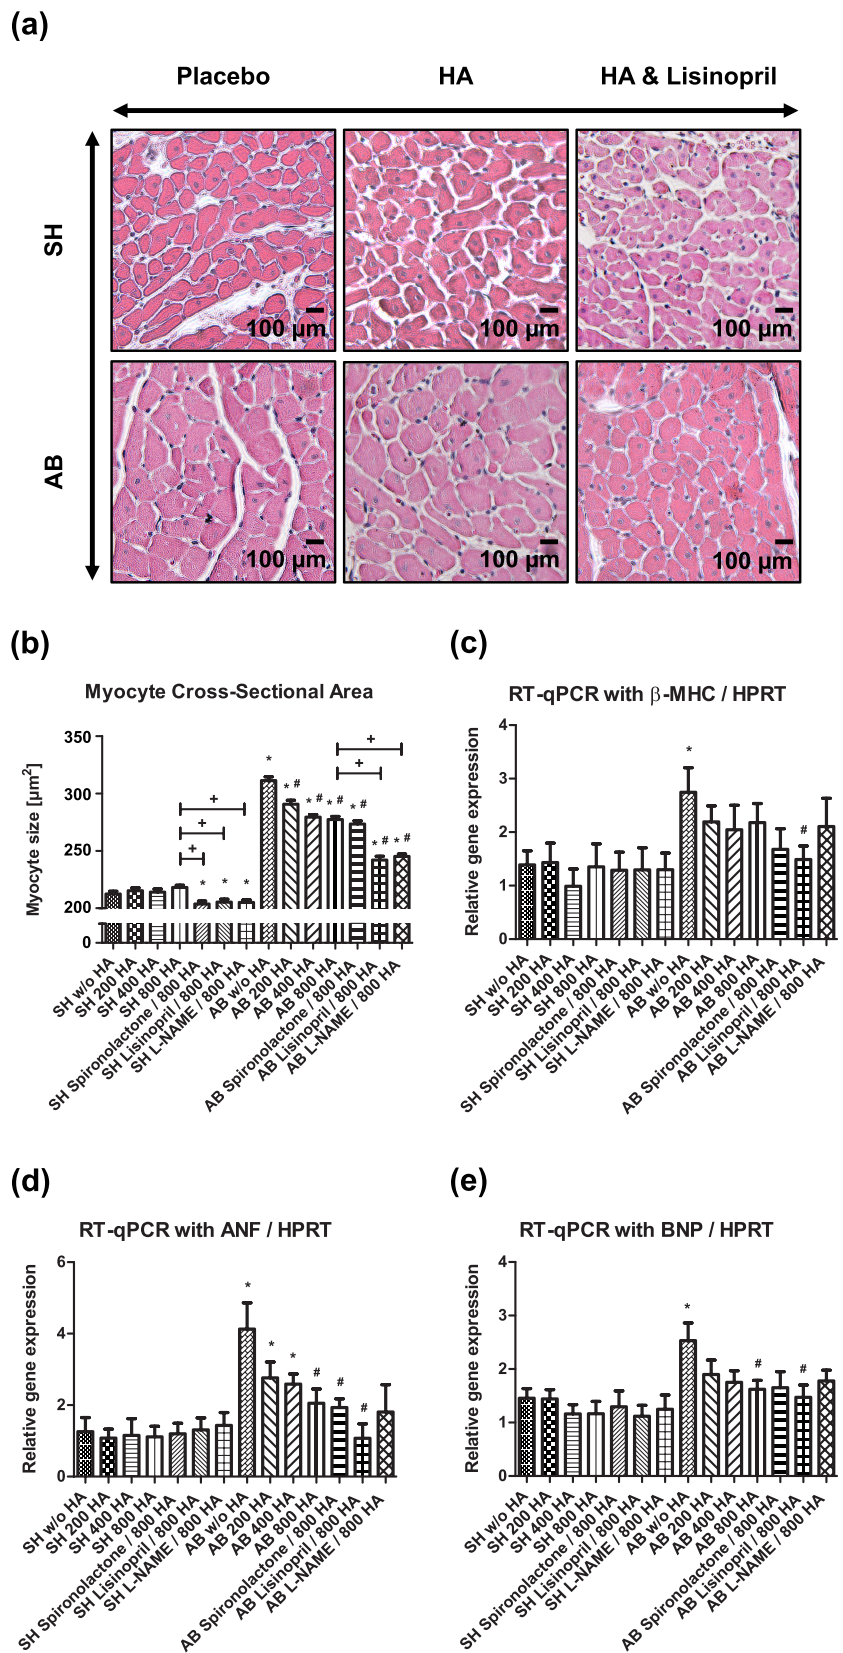 (a)
Placebo HA HA & Lisinopril
SH
100 µm 100 µm 100 µm
AB
100 µm 100 µm 100 µm
(b)
Myocyte Cross-Sectional Area
Myocyte size [µm²]
350
300
250
200
0
+ + + * * * * * # * # * # * # * # * # + +
SH w/o HA
SH 200 HA
SH 400 HA
SH 800 HA
SH Spironolactone / 800 HA
SH Lisinopril / 800 HA
SH L-NAME / 800 HA
AB w/o HA
AB 200 HA
AB 400 HA
AB 800 HA
AB Spironolactone / 800 HA
AB Lisinopril / 800 HA
AB L-NAME / 800 HA
(c)
RT-qPCR with β-MHC / HPRT
Relative gene expression
4
3
2
1
0
* #
SH w/o HA
SH 200 HA
SH 400 HA
SH 800 HA
SH Spironolactone / 800 HA
SH Lisinopril / 800 HA
SH L-NAME / 800 HA
AB w/o HA
AB 200 HA
AB 400 HA
AB 800 HA
AB Spironolactone / 800 HA
AB Lisinopril / 800 HA
AB L-NAME / 800 HA
(d)
RT-qPCR with ANF / HPRT
Relative gene expression
6
4
2
0
* * * # # #
SH w/o HA
SH 200 HA
SH 400 HA
SH 800 HA
SH Spironolactone / 800 HA
SH Lisinopril / 800 HA
SH L-NAME / 800 HA
AB w/o HA
AB 200 HA
AB 400 HA
AB 800 HA
AB Spironolactone / 800 HA
AB Lisinopril / 800 HA
AB L-NAME / 800 HA
(e)
RT-qPCR with BNP / HPRT
Relative gene expression
4
3
2
1
0
* # #
SH w/o HA
SH 200 HA
SH 400 HA
SH 800 HA
SH Spironolactone / 800 HA
SH Lisinopril / 800 HA
SH L-NAME / 800 HA
AB w/o HA
AB 200 HA
AB 400 HA
AB 800 HA
AB Spironolactone / 800 HA
AB Lisinopril / 800 HA
AB L-NAME / 800 HA